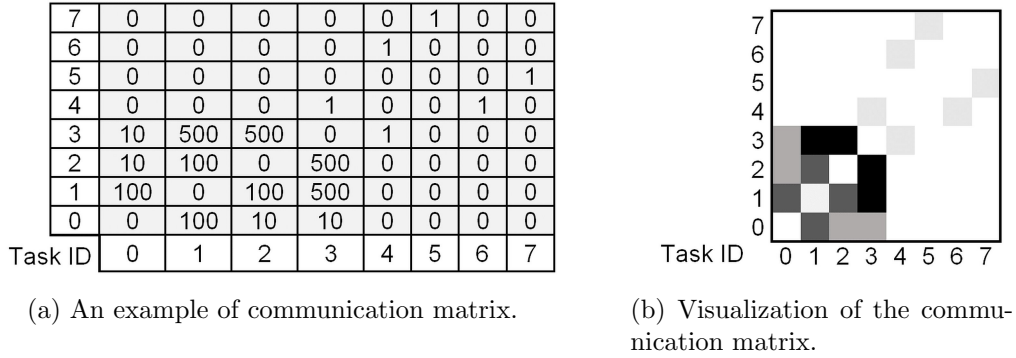 7 0 0 0 0 0 1 0 0
6 0 0 0 0 1 0 0 0
5 0 0 0 0 0 0 0 1
4 0 0 0 1 0 0 1 0
3 10 500 500 0 1 0 0 0
2 10 100 0 500 0 0 0 0
1 100 0 100 500 0 0 0 0
0 0 100 10 10 0 0 0 0
Task ID 0 1 2 3 4 5 6 7
(a) An example of communication matrix.
7
6
5
4
3
2
1
0
Task ID 0 1 2 3 4 5 6 7
(b) Visualization of the commu-
nication matrix.